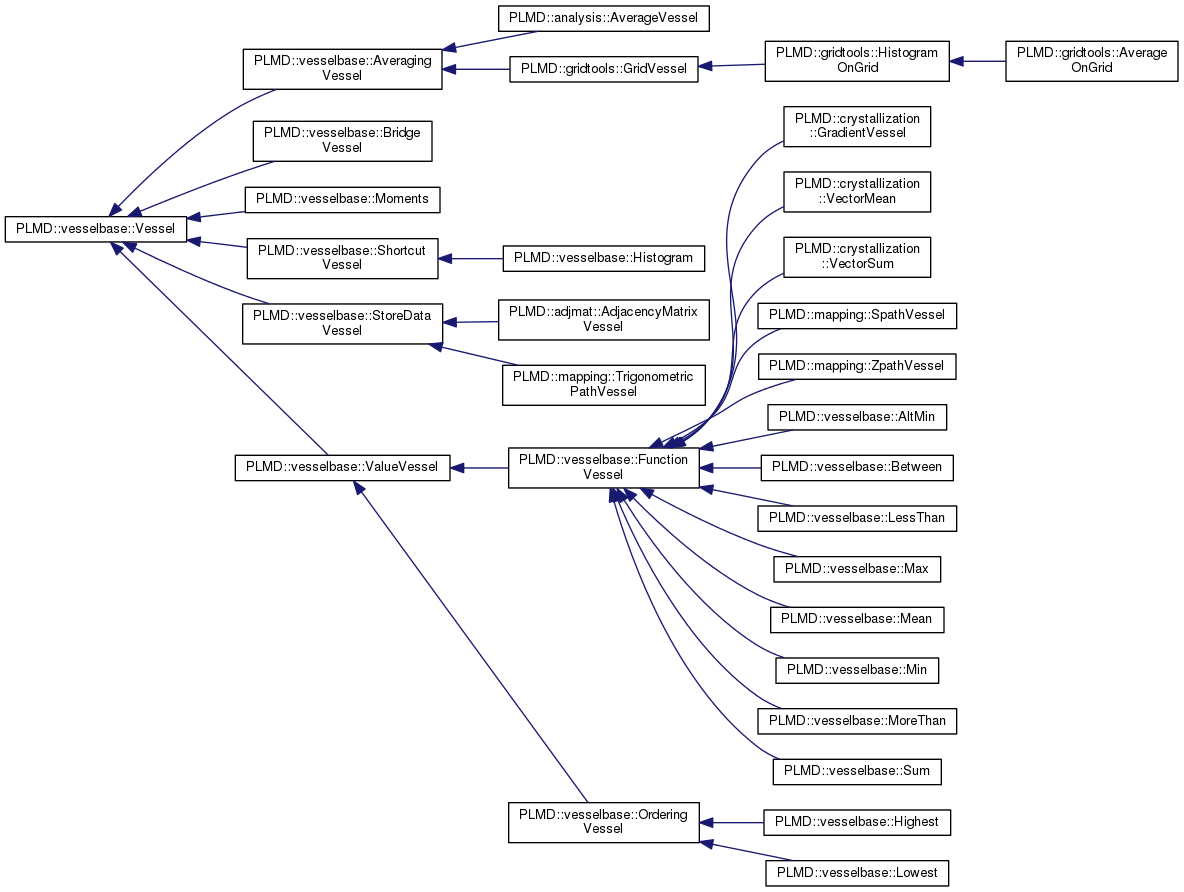 PLMD::vesselbase::Vessel
PLMD::vesselbase::Averaging
Vessel
PLMD::vesselbase::Bridge
Vessel
PLMD::vesselbase::Moments
PLMD::vesselbase::Shortcut
Vessel
PLMD::vesselbase::StoreData
Vessel
PLMD::vesselbase::ValueVessel
PLMD::analysis::AverageVessel
PLMD::gridtools::GridVessel
PLMD::vesselbase::Histogram
PLMD::adjmat::AdjacencyMatrix
Vessel
PLMD::mapping::Trigonometric
PathVessel
PLMD::vesselbase::Function
Vessel
PLMD::vesselbase::Ordering
Vessel
PLMD::gridtools::Histogram
OnGrid
PLMD::crystallization
::GradientVessel
PLMD::crystallization
::VectorMean
PLMD::crystallization
::VectorSum
PLMD::mapping::SpathVessel
PLMD::mapping::ZpathVessel
PLMD::vesselbase::AltMin
PLMD::vesselbase::Between
PLMD::vesselbase::LessThan
PLMD::vesselbase::Max
PLMD::vesselbase::Mean
PLMD::vesselbase::Min
PLMD::vesselbase::MoreThan
PLMD::vesselbase::Sum
PLMD::vesselbase::Highest
PLMD::vesselbase::Lowest
PLMD::gridtools::Average
OnGrid